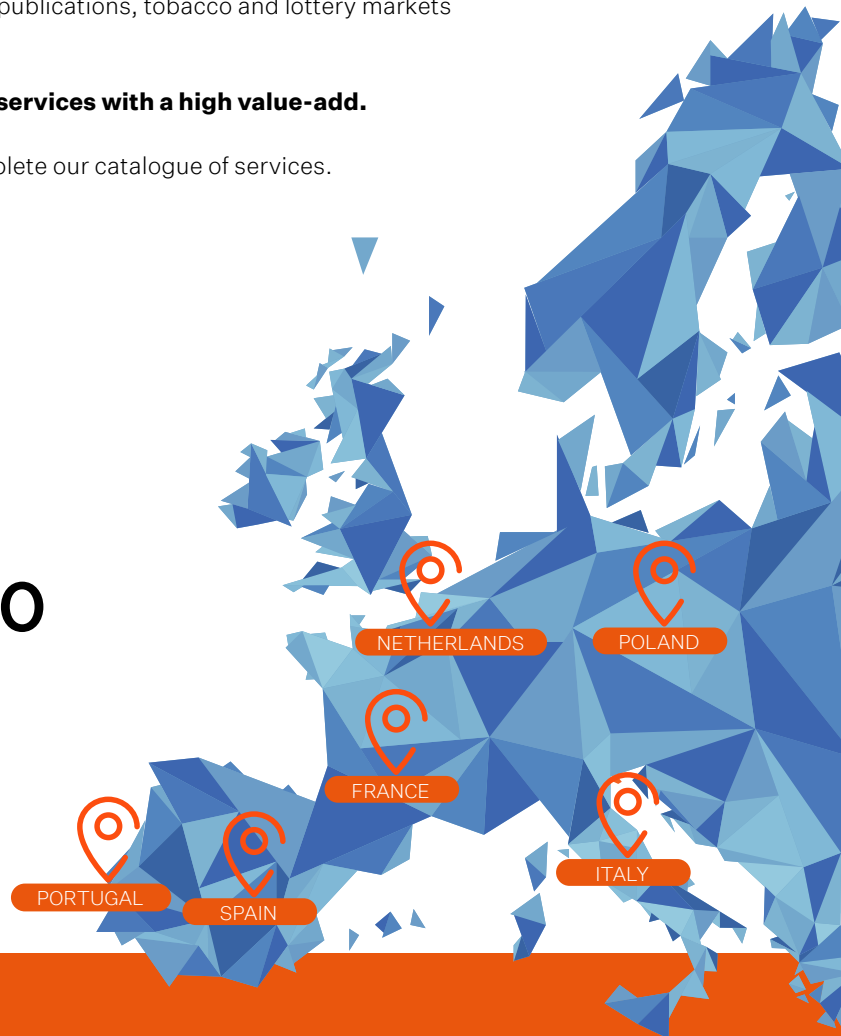 publications, tobacco and lottery markets
services with a high value-add.
plete our catalogue of services.
o
NETHERLANDS
POLAND
FRANCE
ITALY
PORTUGAL
SPAIN